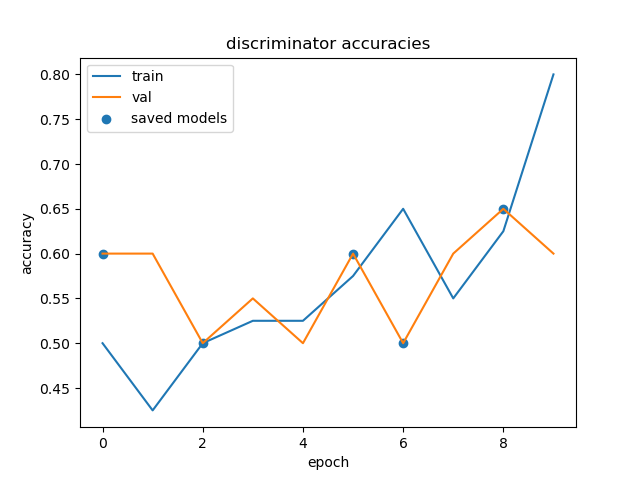 discriminator accuracies
train
val
saved models
0.80
0.75
0.70
0.65
0.60
0.55
0.50
0.45
accuracy
0 2 4 6 8
epoch